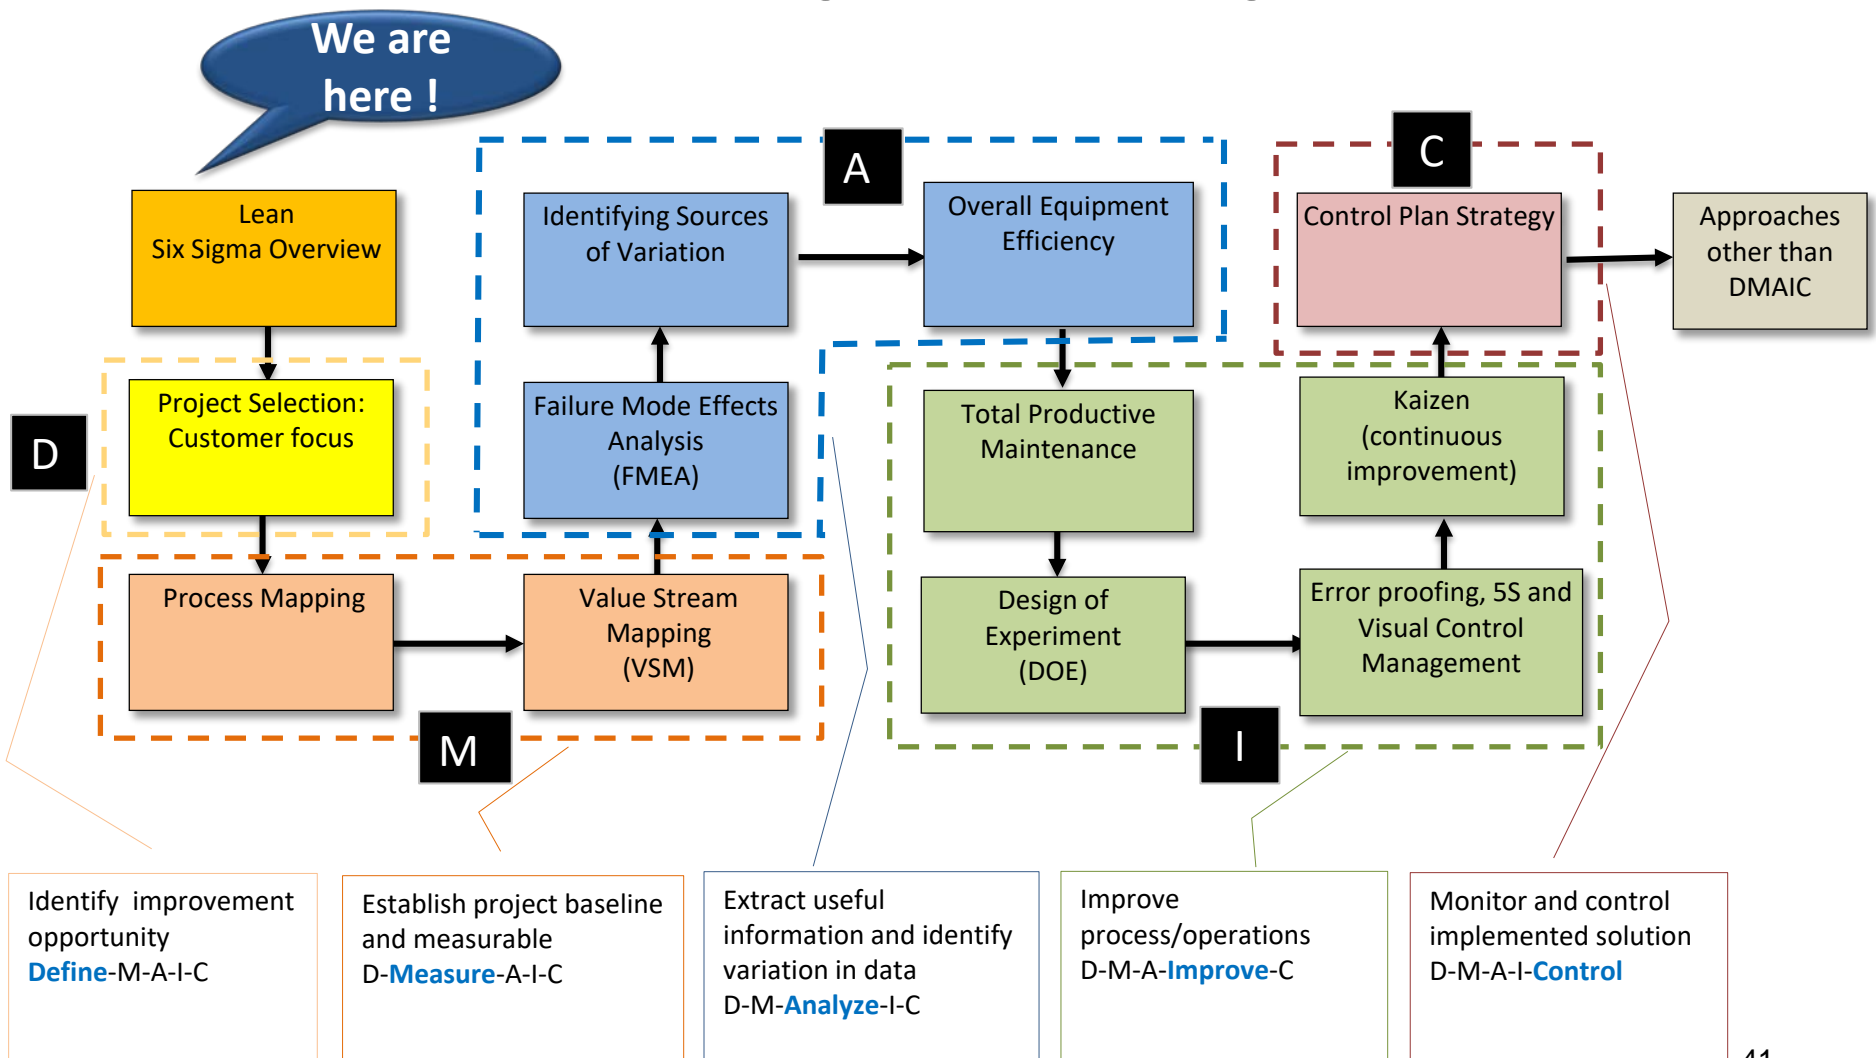 We are
here !
A
C
Lean
Six Sigma Overview
Identifying Sources
of Variation
Overall Equipment
Efficiency
Control Plan Strategy
Approaches
other than
DMAIC
D
Project Selection:
Customer focus
Failure Mode Effects
Analysis
(FMEA)
Total Productive
Maintenance
Kaizen
(continuous
improvement)
Process Mapping
Value Stream
Mapping
(VSM)
Design of
Experiment
(DOE)
Error proofing, 5S and
Visual Control
Management
M
I
Identify improvement
opportunity
Define-M-A-I-C
Establish project baseline
and measurable
D-Measure-A-I-C
Extract useful
information and identify
variation in data
D-M-Analyze-I-C
Improve
process/operations
D-M-A-Improve-C
Monitor and control
implemented solution
D-M-A-I-Control
41